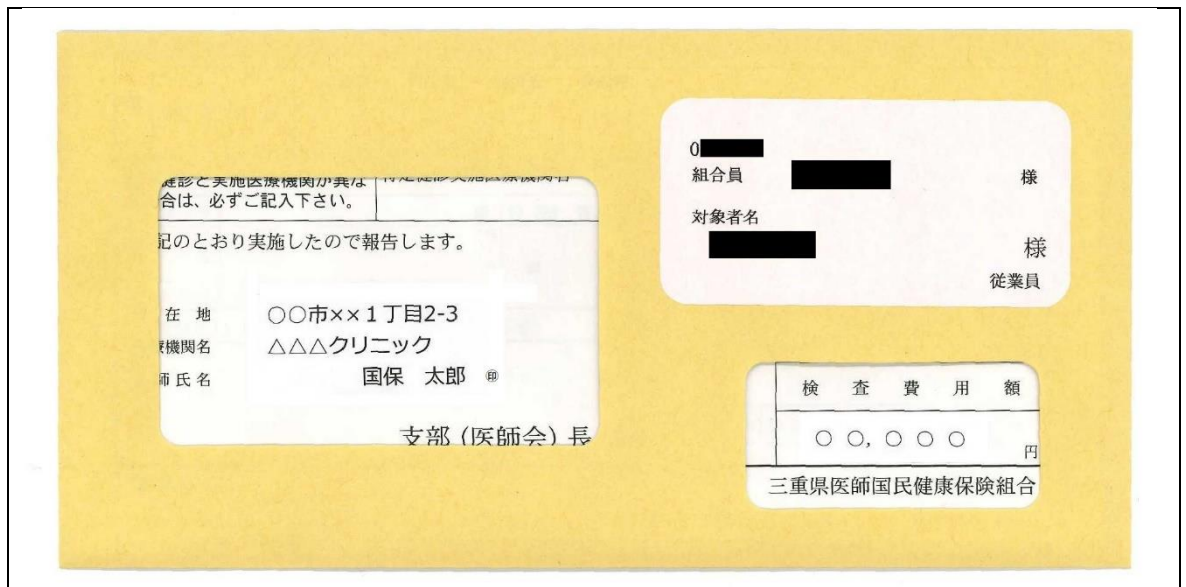 健診と実施医療機関が異な
合は、必ずご記入下さい。
特定健診実施医療機関名
記のとおり実施したので報告します。
在 地 ○○市××1丁目2-3
療機関名 △△△クリニック
師氏名 国保 太郎 ㊞
支部(医師会)長
0
組合員 様
対象者名
様
従業員
検 査 費 用 額
○○,○○○
円
三重県医師国民健康保険組合